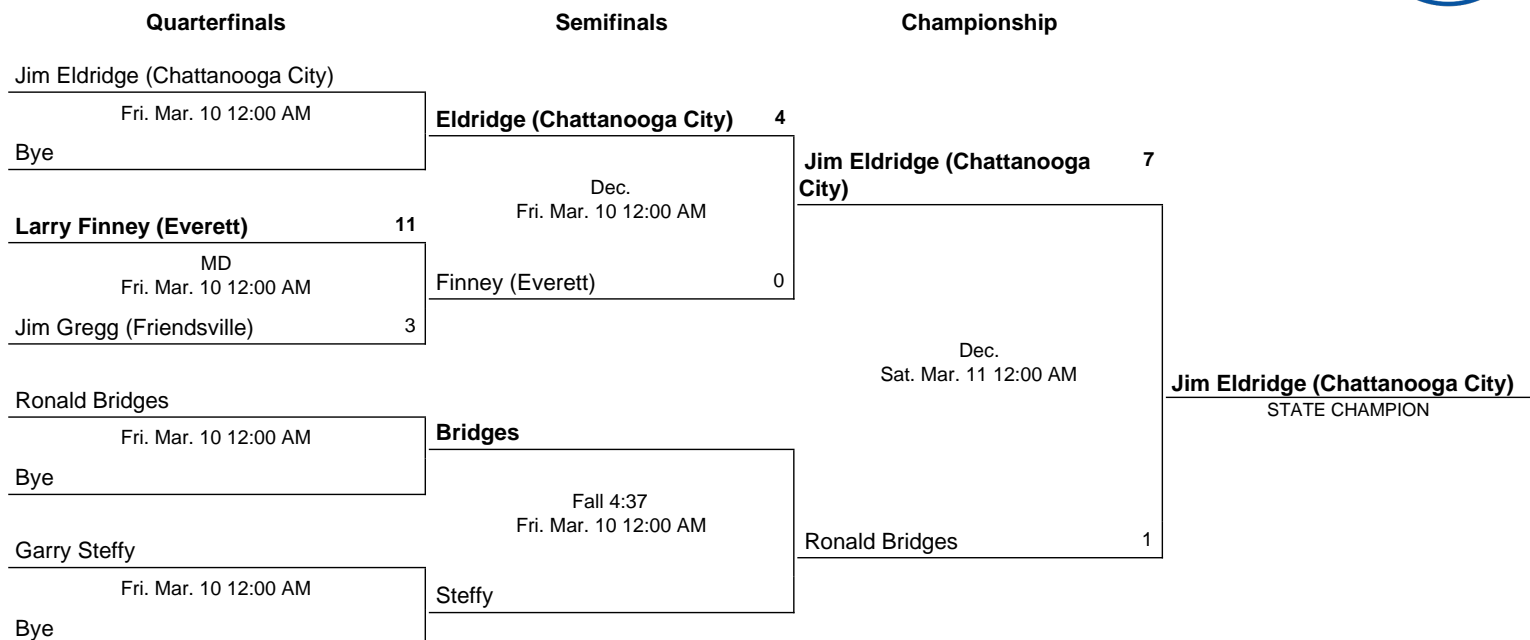 Quarterfinals
Semifinals
Championship
Jim Eldridge (Chattanooga City)
Fri. Mar. 10 12:00 AM
Bye
Larry Finney (Everett) 11
MD
Fri. Mar. 10 12:00 AM
Jim Gregg (Friendsville) 3
Ronald Bridges
Fri. Mar. 10 12:00 AM
Bye
Garry Steffy
Fri. Mar. 10 12:00 AM
Bye
Eldridge (Chattanooga City) 4
Dec.
Fri. Mar. 10 12:00 AM
Finney (Everett) 0
Bridges
Fall 4:37
Fri. Mar. 10 12:00 AM
Steffy
Jim Eldridge (Chattanooga 7
City)
Dec.
Sat. Mar. 11 12:00 AM
Ronald Bridges 1
Jim Eldridge (Chattanooga City)
STATE CHAMPION